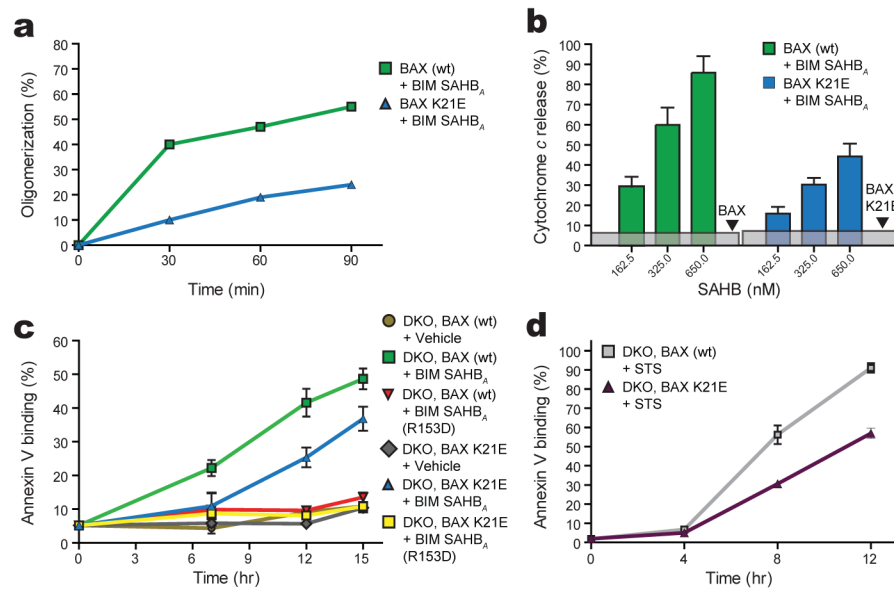 a
80
70
60
50
40
30
20
10
0
Oligomerization (%)
0
30
60
90
Time (min)
BAX (wt)
+ BIM SAHBA
BAX K21E
+ BIM SAHBA
b
100
90
80
70
60
50
40
30
20
10
0
Cytochrome c release (%)
BAX (wt)
+ BIM SAHBA
BAX K21E
+ BIM SAHBA
BAX
BAX
K21E
162.5
325.0
650.0
162.5
325.0
650.0
SAHB (nM)
c
60
50
40
30
20
10
0
Annexin V binding (%)
0
3
6
9
12
15
Time (hr)
DKO, BAX (wt)
+ Vehicle
DKO, BAX (wt)
+ BIM SAHBA
DKO, BAX (wt)
+ BIM SAHBA
(R153D)
DKO, BAX K21E
+ Vehicle
DKO, BAX K21E
+ BIM SAHBA
DKO, BAX K21E
+ BIM SAHBA
(R153D)
d
100
90
80
70
60
50
40
30
20
10
0
Annexin V binding (%)
DKO, BAX (wt)
+ STS
DKO, BAX K21E
+ STS
0
4
8
12
Time (hr)